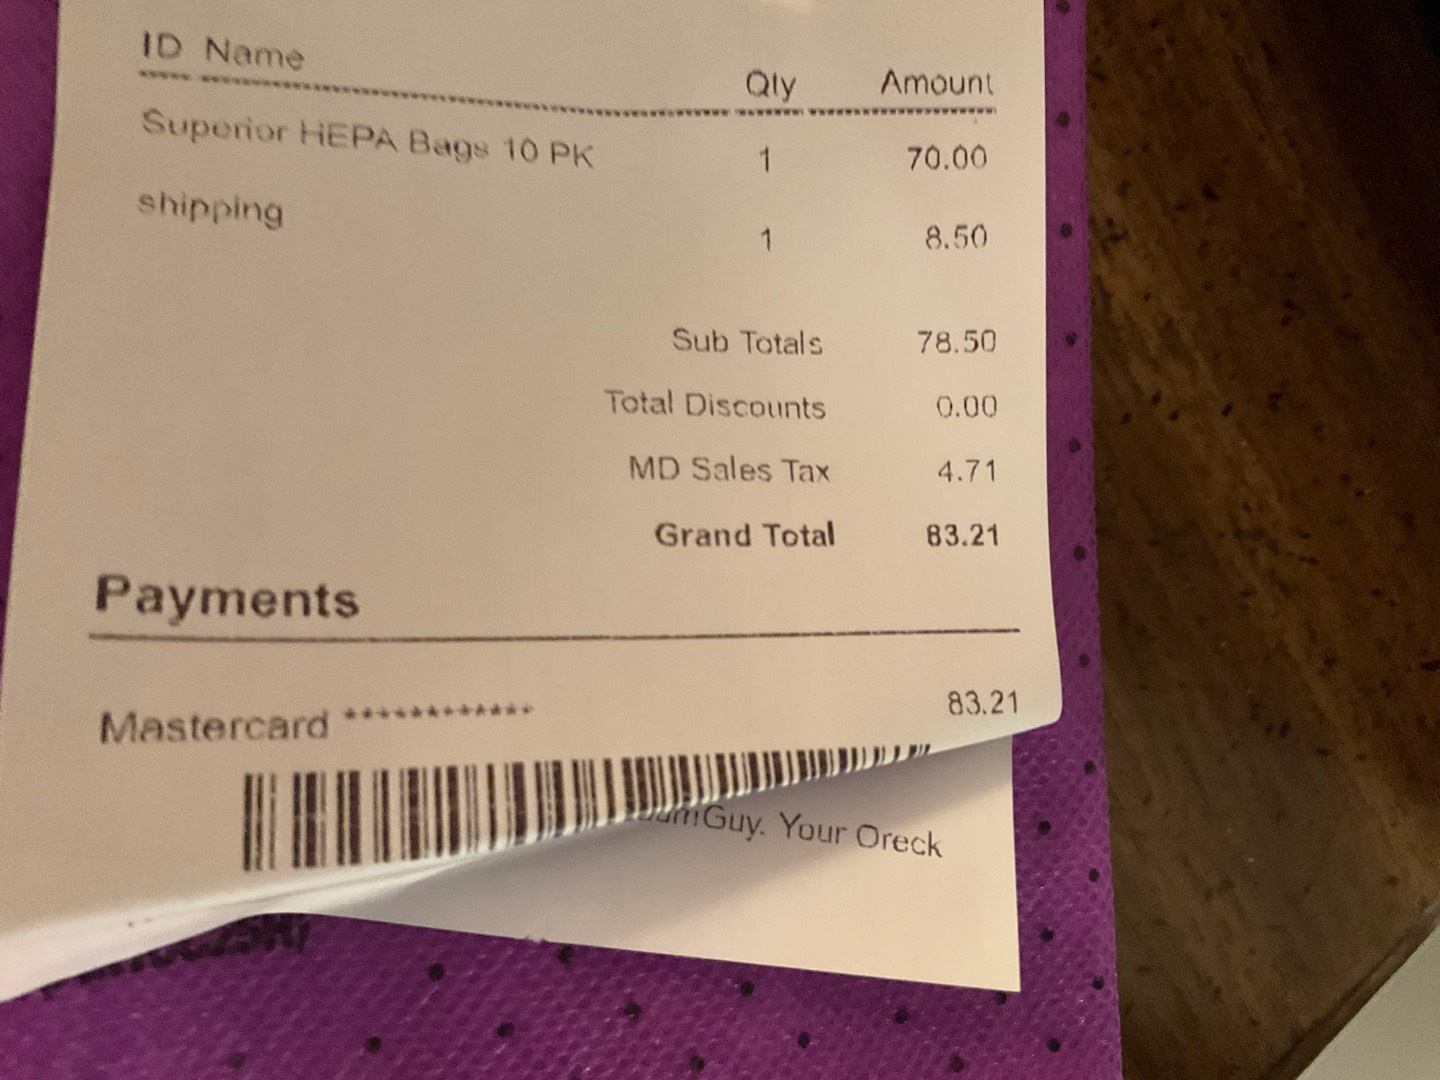 ID Name Qty Amount
Superior HEPA Bags 10 PK 1 70.00
shipping 1 8.50
Sub Totals 78.50
Total Discounts 0.00
MD Sales Tax 4.71
Grand Total 83.21
Payments
Mastercard ************ 83.21
Guy. Your Oreck